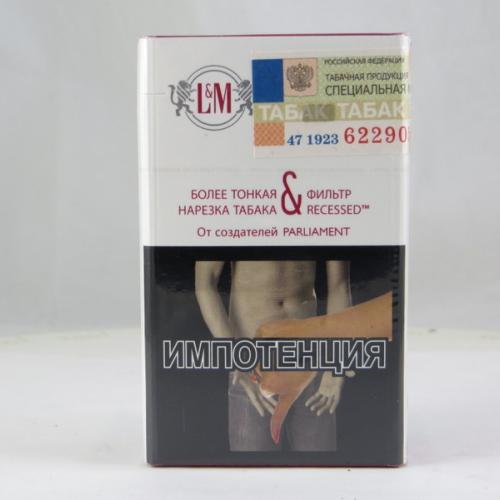 L&M
РОССИЙСКАЯ ФЕДЕРАЦИЯ
ТАБАЧНАЯ ПРОДУКЦИЯ
СПЕЦИАЛЬНАЯ
ТАБАК ТАБАК
47 1923 62290
БОЛЕЕ ТОНКАЯ & ФИЛЬТР
НАРЕЗКА ТАБАКА RECESSED™
От создателей PARLIAMENT
ИМПОТЕНЦИЯ